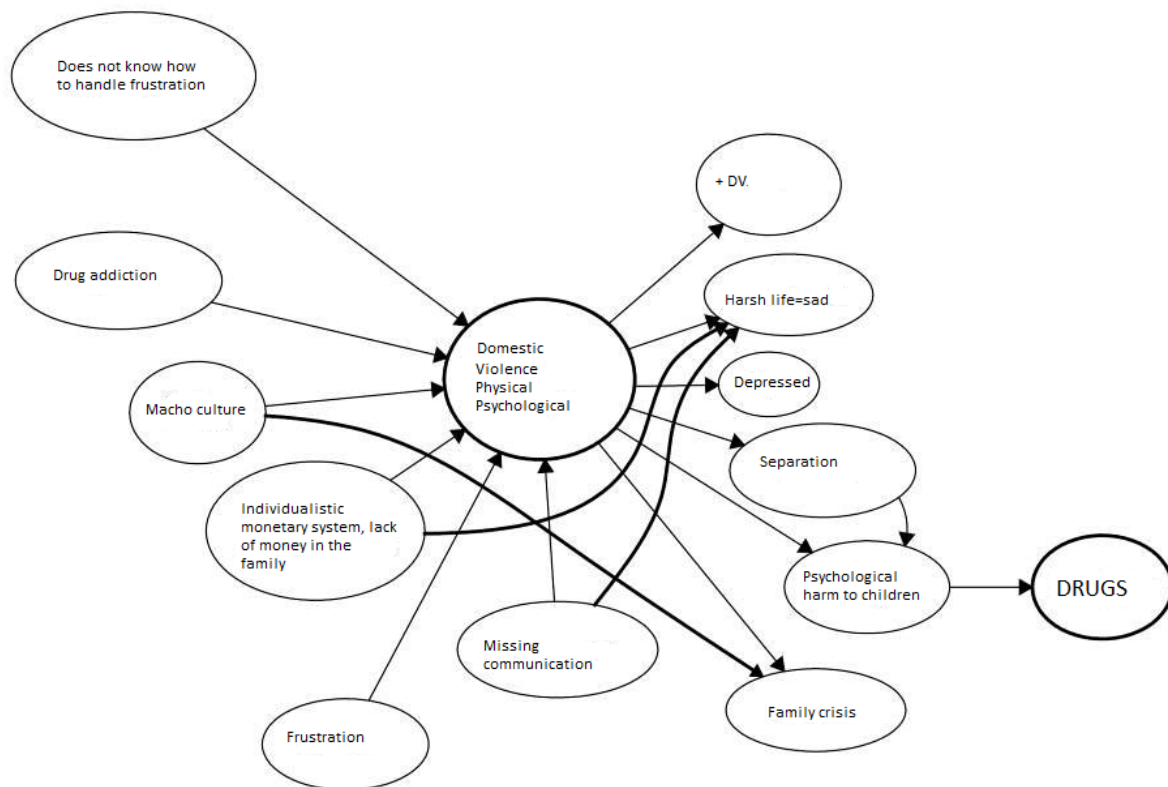 Does not know how
to handle frustration
+ DV.
Drug addiction
Harsh life=sad
Domestic
Violence
Physical
Psychological
Depressed
Macho culture
Separation
Individualistic
monetary system, lack
of money in the
family
Psychological
harm to children
DRUGS
Missing
communication
Family crisis
Frustration